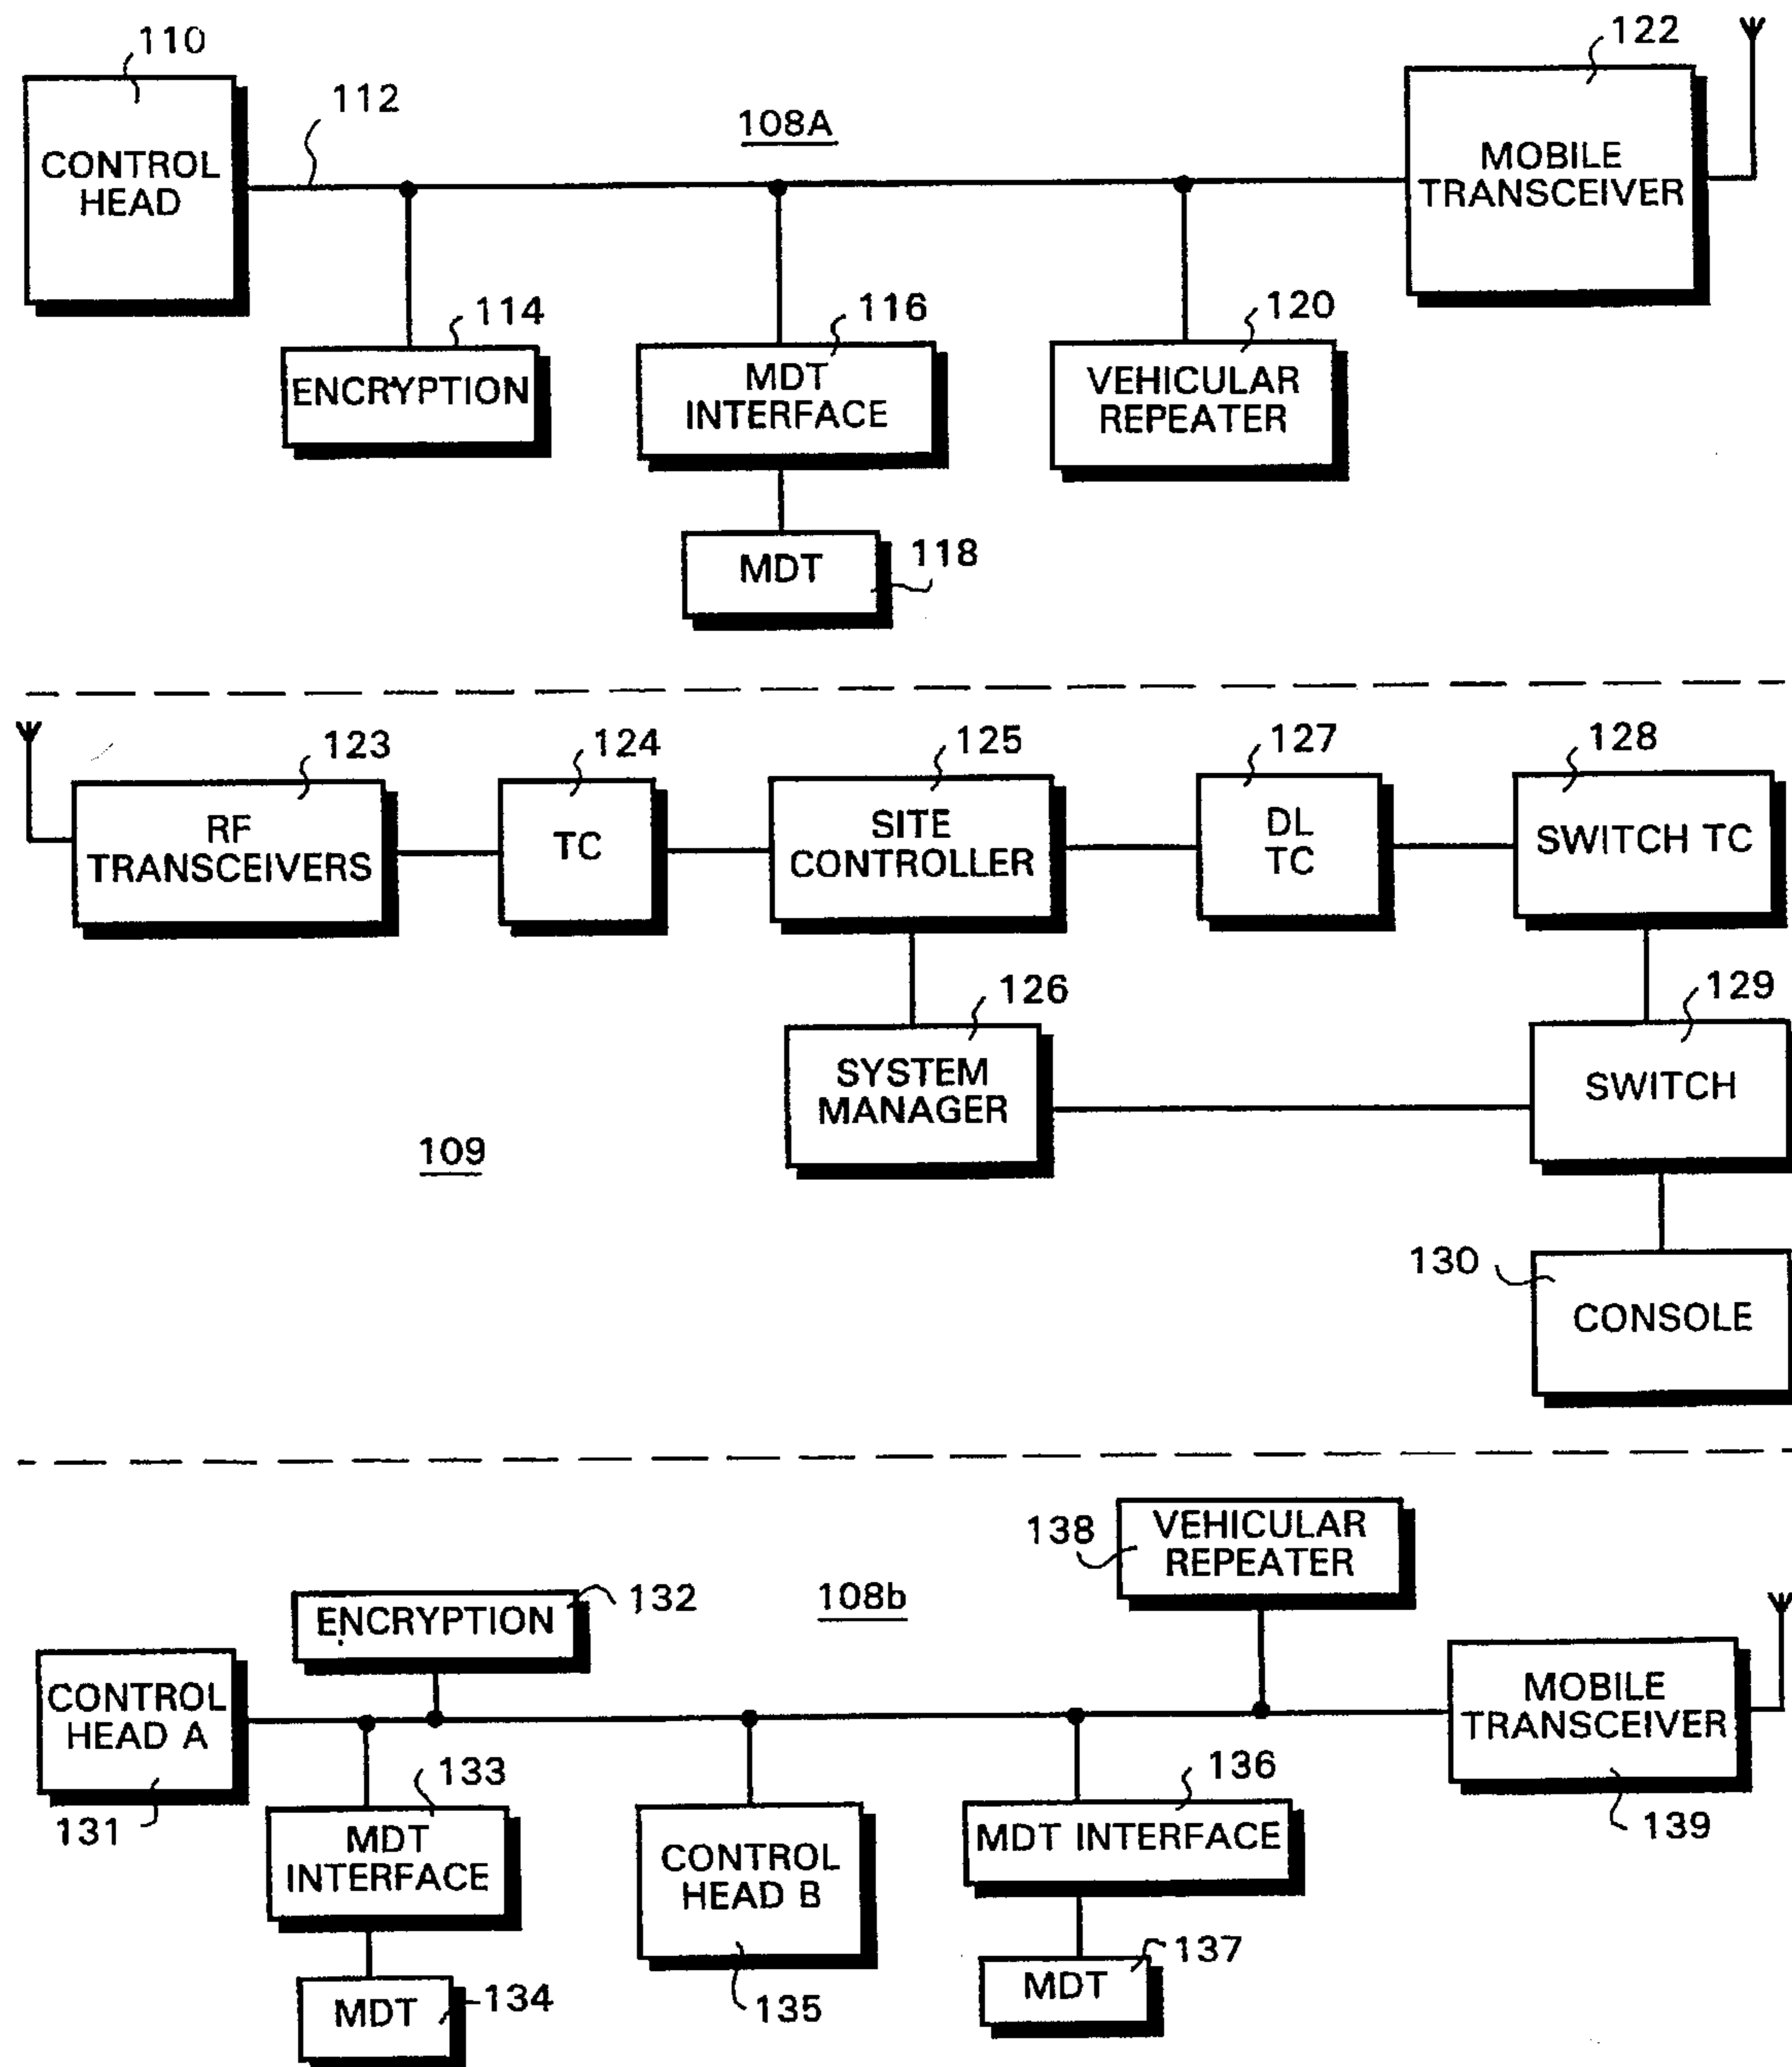 110
112
108A
122
CONTROL
HEAD
MOBILE
TRANSCEIVER
114
116
120
ENCRYPTION
MDT
INTERFACE
VEHICULAR
REPEATER
MDT
118
123
124
125
127
128
RF
TRANSCEIVERS
TC
SITE
CONTROLLER
DL
TC
SWITCH TC
126
129
SYSTEM
MANAGER
SWITCH
109
130
CONSOLE
138
VEHICULAR
REPEATER
ENCRYPTION
132
108b
CONTROL
HEAD A
MOBILE
TRANSCEIVER
131
133
136
139
MDT
INTERFACE
CONTROL
HEAD B
MDT INTERFACE
MDT
134
135
MDT
137